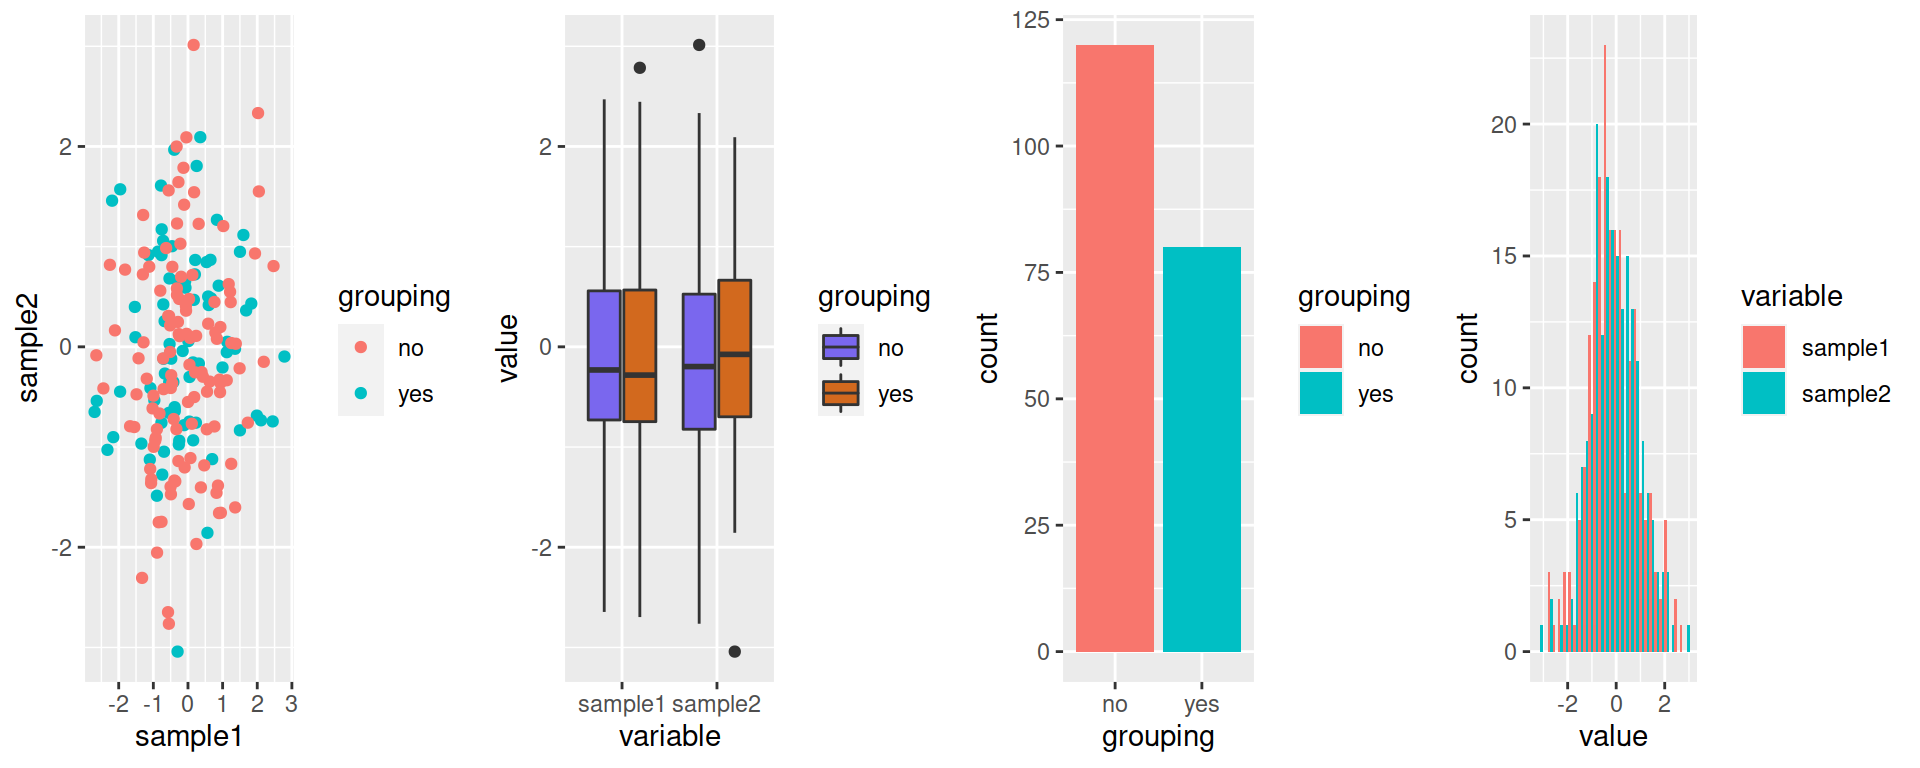 2
0
-2
sample2
-2 -1 0 1 2 3
sample1
grouping
no
yes
2
0
-2
value
sample1 sample2
variable
grouping
no
yes
125
100
75
50
25
0
count
no yes
grouping
grouping
no
yes
20
15
10
5
0
count
-2 0 2
value
variable
sample1
sample2